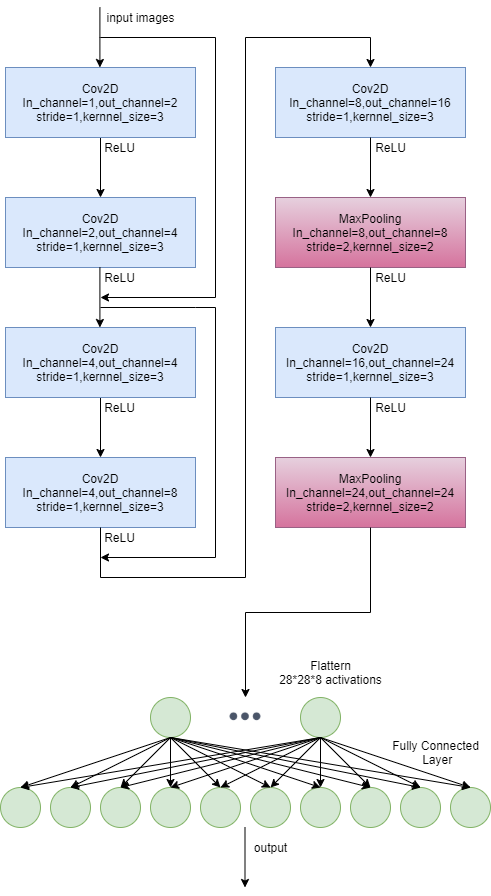 input images
Cov2D
In_channel=1,out_channel=2
stride=1,kernnel_size=3
ReLU
Cov2D
In_channel=2,out_channel=4
stride=1,kernnel_size=3
ReLU
Cov2D
In_channel=4,out_channel=4
stride=1,kernnel_size=3
ReLU
Cov2D
In_channel=4,out_channel=8
stride=1,kernnel_size=3
ReLU
Cov2D
In_channel=8,out_channel=16
stride=1,kernnel_size=3
ReLU
MaxPooling
In_channel=8,out_channel=8
stride=2,kernnel_size=2
ReLU
Cov2D
In_channel=16,out_channel=24
stride=1,kernnel_size=3
ReLU
MaxPooling
In_channel=24,out_channel=24
stride=2,kernnel_size=2
Flattern
28*28*8 activations
Fully Connected
Layer
output